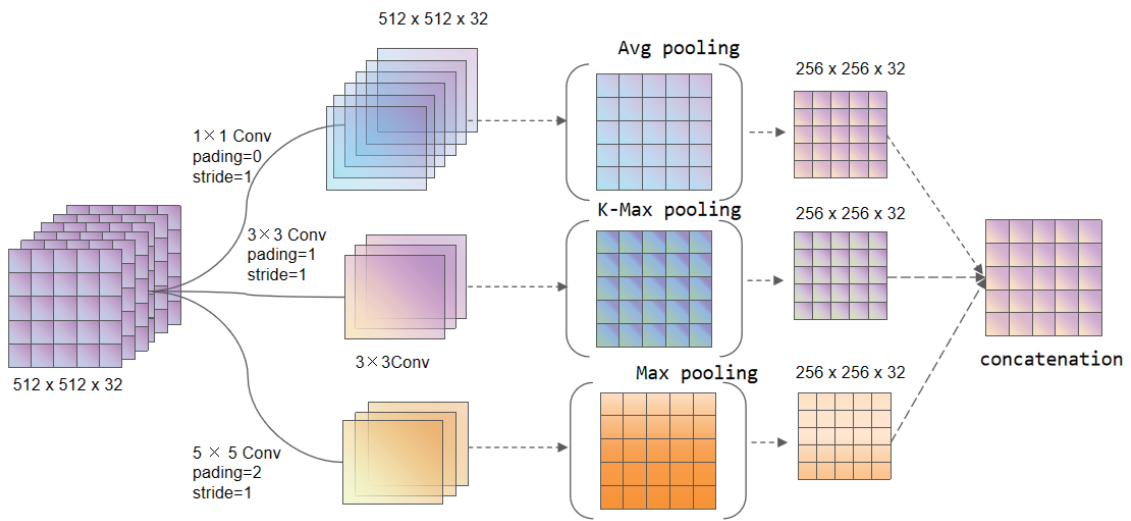 512 x 512 x 32
Avg pooling
256 x 256 x 32
1×1 Conv
pading=0
stride=1
K-Max pooling
256 x 256 x 32
3×3 Conv
pading=1
stride=1
512 x 512 x 32
3×3Conv
concatenation
Max pooling
256 x 256 x 32
5 × 5 Conv
pading=2
stride=1